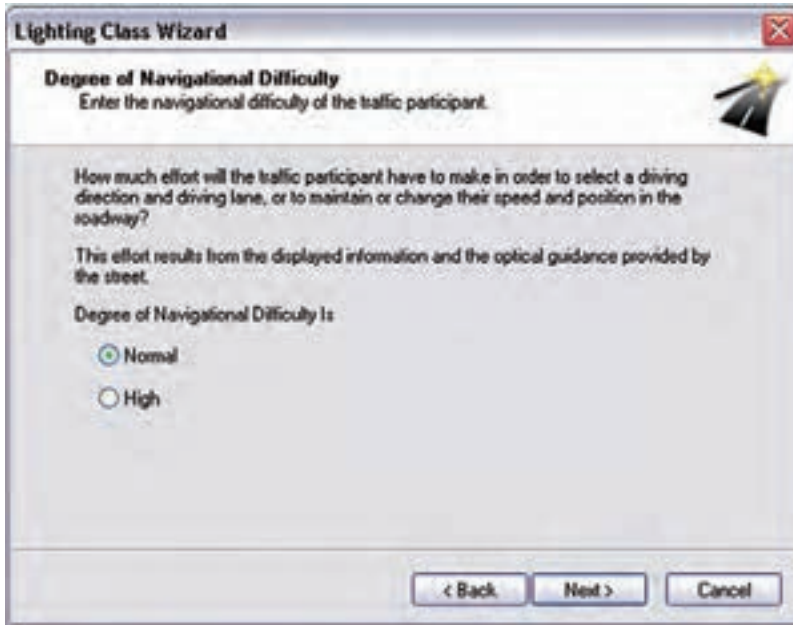 Lighting Class Wizard
Degree of Navigational Difficulty
Enter the navigational difficulty of the traffic participant.
How much effort will the traffic participant have to make in order to select a driving
direction and driving lane, or to maintain or change their speed and position in the
roadway?
This effort results from the displayed information and the optical guidance provided by
the street.
Degree of Navigational Difficulty Is
Normal
High
< Back
Next >
Cancel